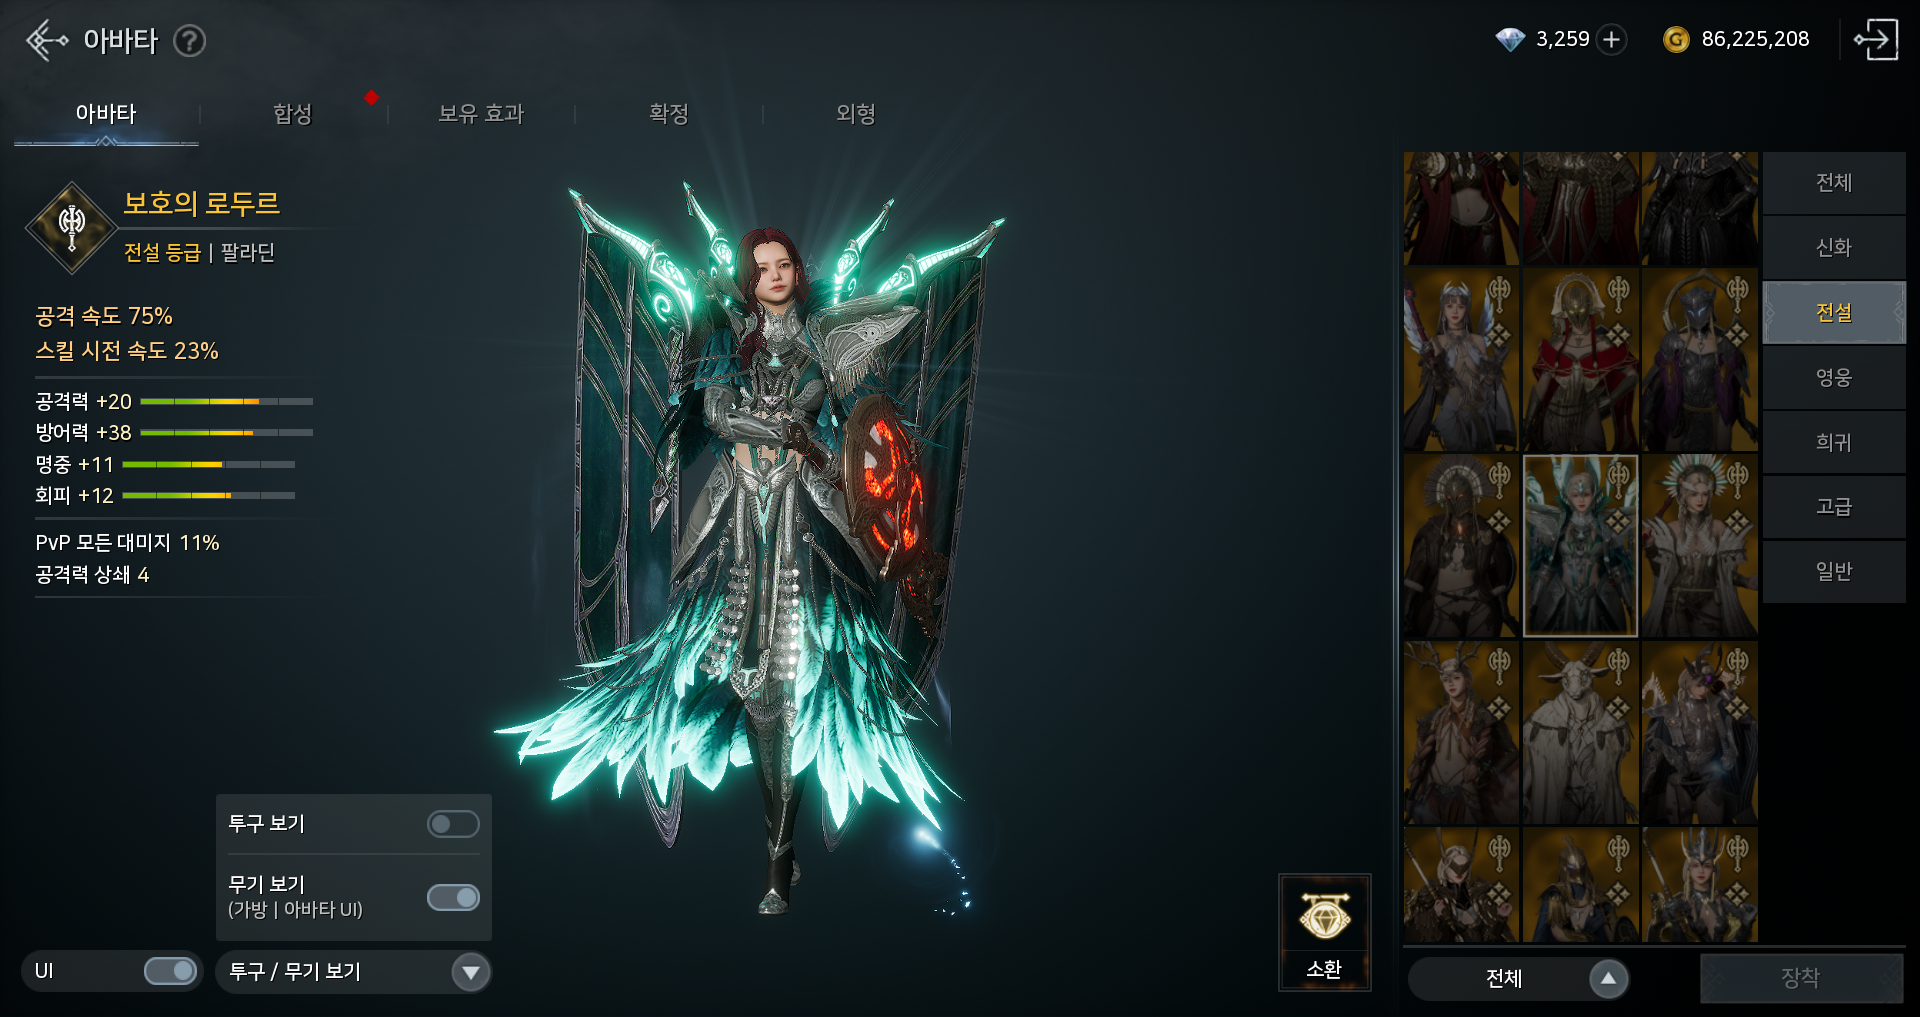 아바타
3,259
86,225,208
아바타
합성
보유 효과
확정
외형
보호의 로두르
전설 등급 | 팔라딘
공격 속도 75%
스킬 시전 속도 23%
공격력 +20
방어력 +38
명중 +11
회피 +12
PvP 모든 대미지 11%
공격력 상쇄 4
전체
신화
전설
영웅
희귀
고급
일반
투구 보기
무기 보기
(가방 | 아바타 UI)
UI
투구 / 무기 보기
소환
전체
장착